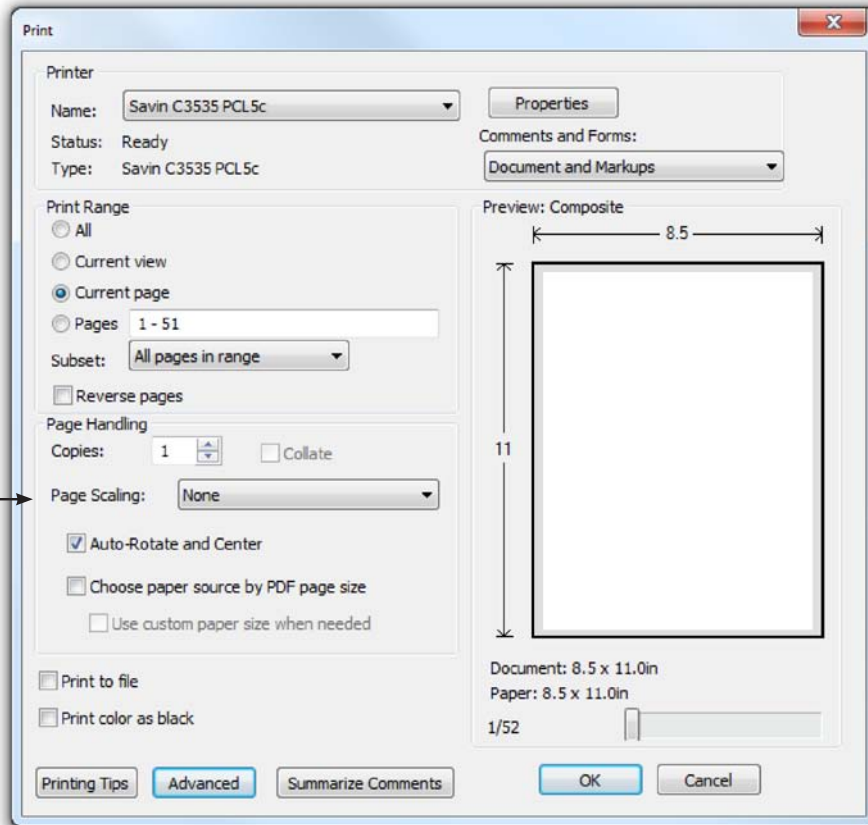 Print
Printer
Name: Savin C3535 PCL5c
Properties
Status: Ready
Comments and Forms:
Type: Savin C3535 PCL5c
Document and Markups
Print Range
All
Current view
Current page
Pages 1 - 51
Subset: All pages in range
Reverse pages
Page Handling
Copies: 1 Collate
Page Scaling: None
Auto-Rotate and Center
Choose paper source by PDF page size
Use custom paper size when needed
Print to file
Print color as black
Preview: Composite
8.5
11
Document: 8.5 x 11.0in
Paper: 8.5 x 11.0in
1/52
Printing Tips Advanced Summarize Comments OK Cancel